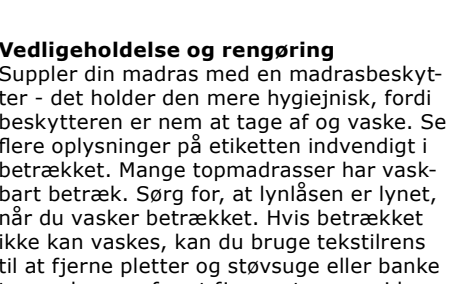 Vedligeholdelse og rengøring
Suppler din madras med en madrasbeskyt-
ter - det holder den mere hygiejnisk, fordi
beskytteren er nem at tage af og vaske. Se
flere oplysninger på etiketten indvendigt i
betrækket. Mange topmadrasser har vask-
bart betræk. Sørg for, at lynlåsen er lynet,
når du vasker betrækket. Hvis betrækket
ikke kan vaskes, kan du bruge tekstilrens
til at fjerne pletter og støvsuge eller banke